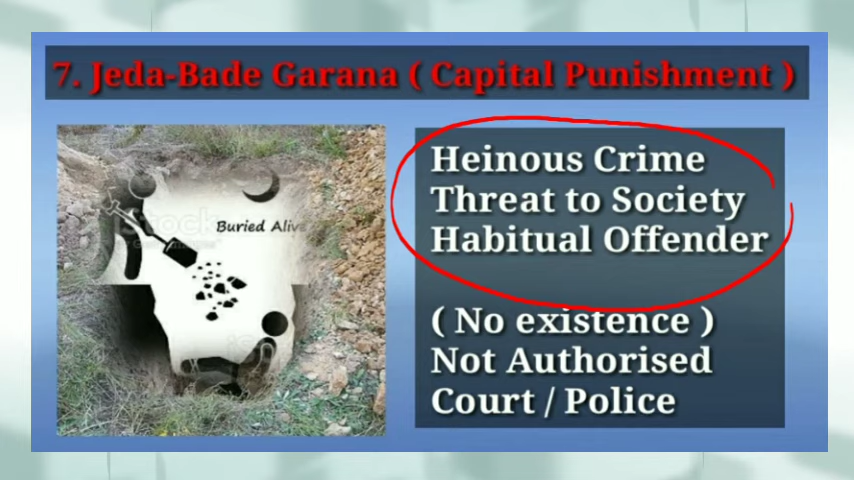 7. Jeda-Bade Garana ( Capital Punishment )
iStock
Buried Alive
Heinous Crime
Threat to Society
Habitual Offender
( No existence )
Not Authorised
Court / Police